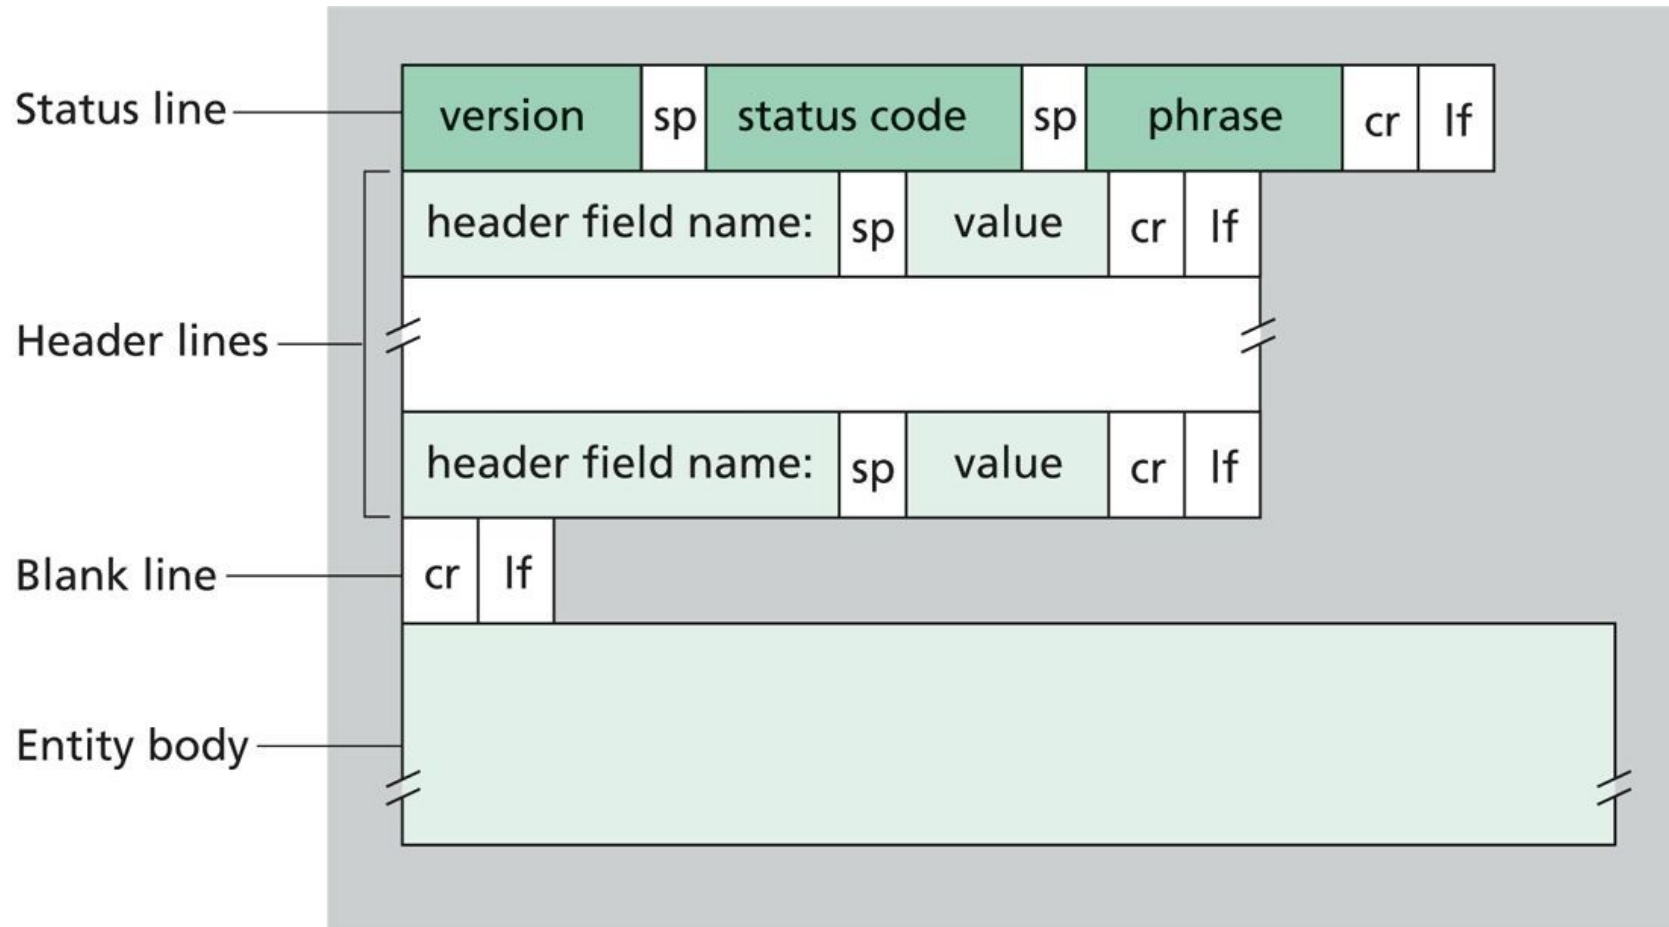 Status line version sp status code sp phrase cr lf
header field name: sp value cr lf
Header lines
header field name: sp value cr lf
Blank line cr lf
Entity body